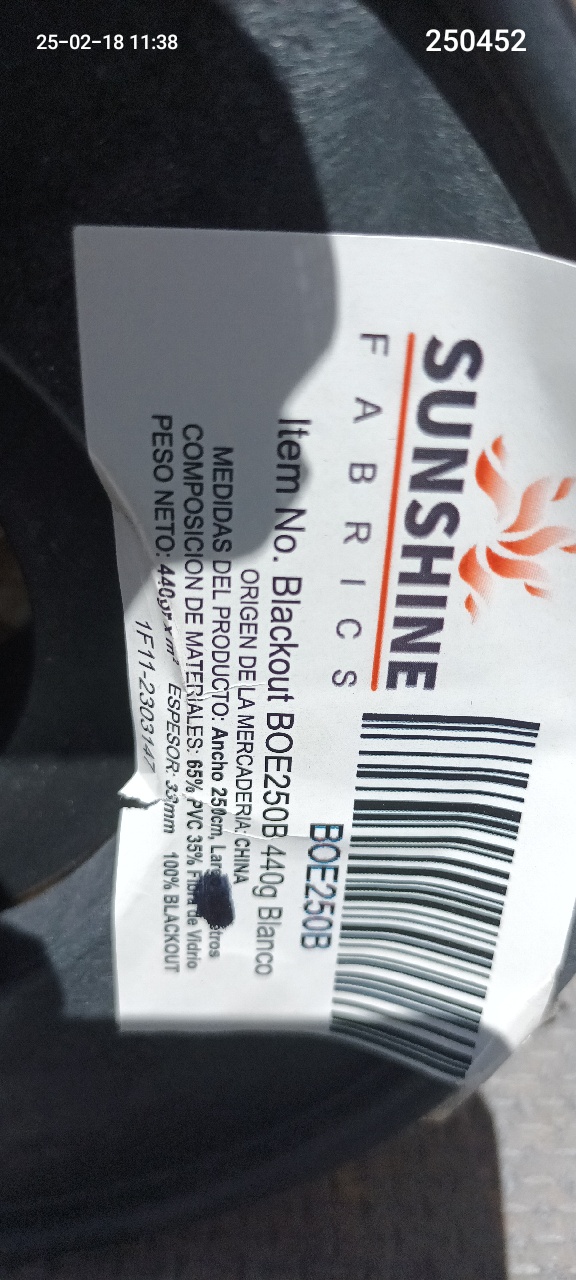 25-02-18 11:38
250452
SUNSHINE
FABRICS
BOE250B
Item No. Blackout BOE250B 440g Blanco
ORIGEN DE LA MERCADERIA: CHINA
MEDIDAS DEL PRODUCTO: Ancho 250cm,
COMPOSICION DE MATERIALES: 65% PVC 35% Fibra de Vidrio
PESO NETO: ESPESOR: 33mm 100% BLACKOUT
1F11-2303147